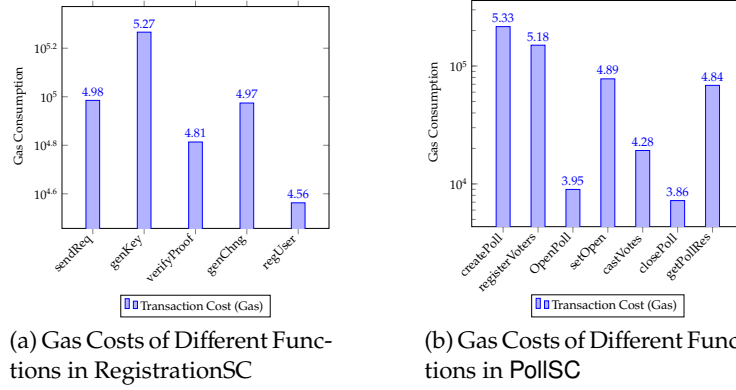 5.27
10^5.2
4.98
10^5
4.97
4.81
10^4.8
10^4.6
4.56
Gas Consumption
sendReq
genKey
verifyProof
genChng
regUser
Transaction Cost (Gas)
(a) Gas Costs of Different Func-
tions in RegistrationSC
5.33
5.18
10^5
4.89
4.84
4.28
10^4
3.95
3.86
Gas Consumption
createPoll
registerVoters
OpenPoll
setOpen
castVotes
closePoll
getPollRes
Transaction Cost (Gas)
(b) Gas Costs of Different Func
tions in PollSC